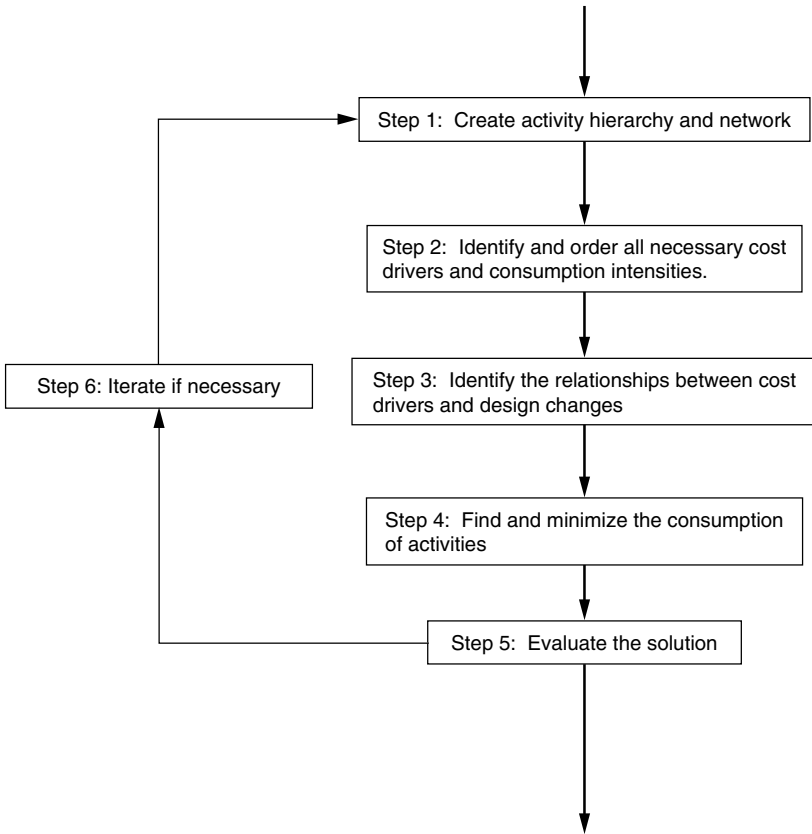 Step 1: Create activity hierarchy and network
Step 2: Identify and order all necessary cost
drivers and consumption intensities.
Step 3: Identify the relationships between cost
drivers and design changes
Step 6: Iterate if necessary
Step 4: Find and minimize the consumption
of activities
Step 5: Evaluate the solution